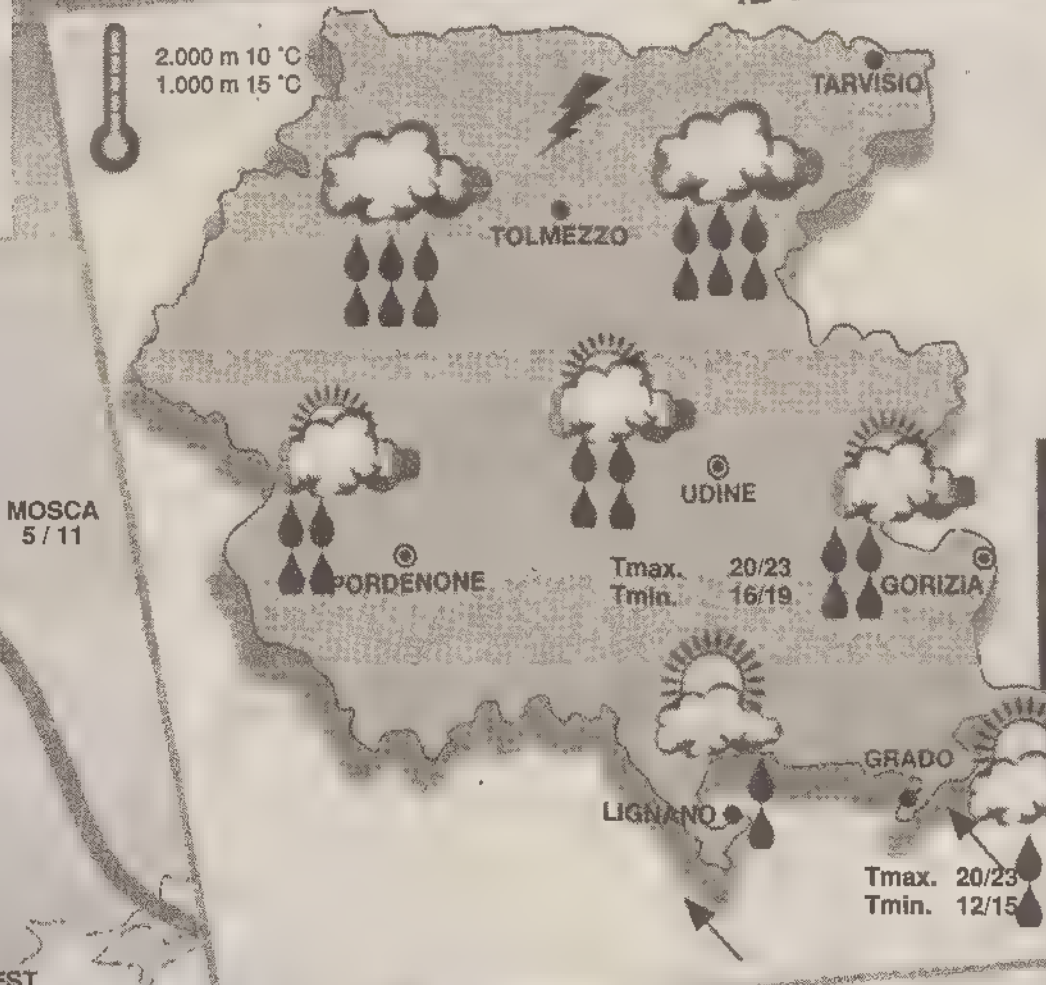 2.000 m 10 °C
1.000 m 15 °C
TARVISIO
TOLMEZZO
MOSCA
5 / 11
UDINE
PORDENONE
Tmax. 20/23
Tmin. 16/19
GORIZIA
GRADO
LIGNANO
Tmax. 20/23
Tmin. 12/15